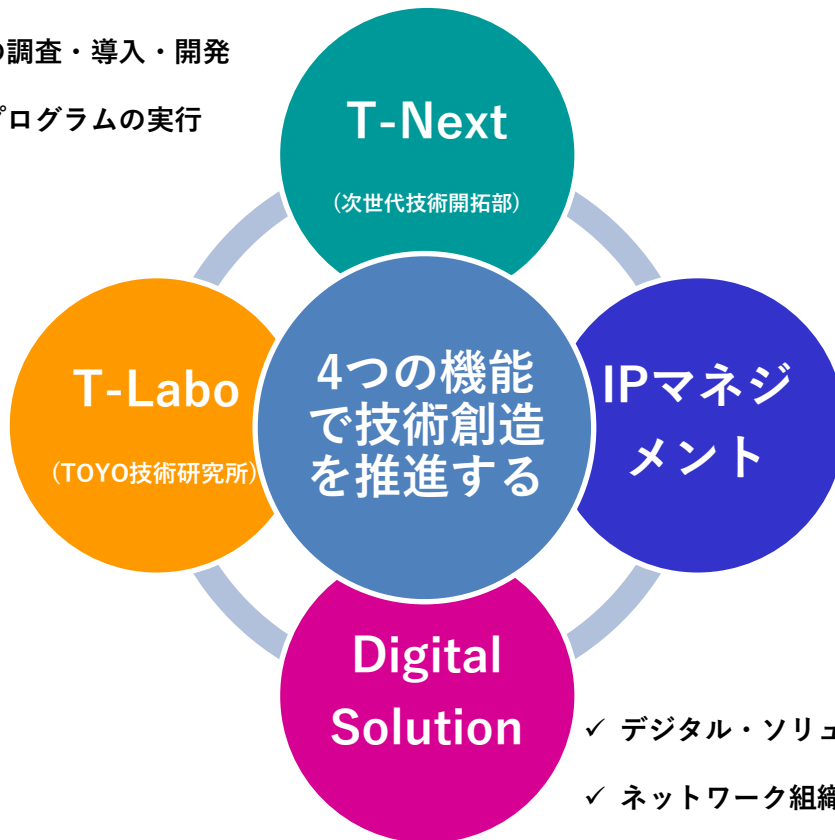 の調査・導入・開発
プログラムの実行
T-Next
(次世代技術開拓部)
T-Labo
(TOYO技術研究所)
4つの機能
で技術創造
を推進する
IPマネジ
メント
Digital
Solution
✓ デジタル・ソリュ
✓ ネットワーク組織